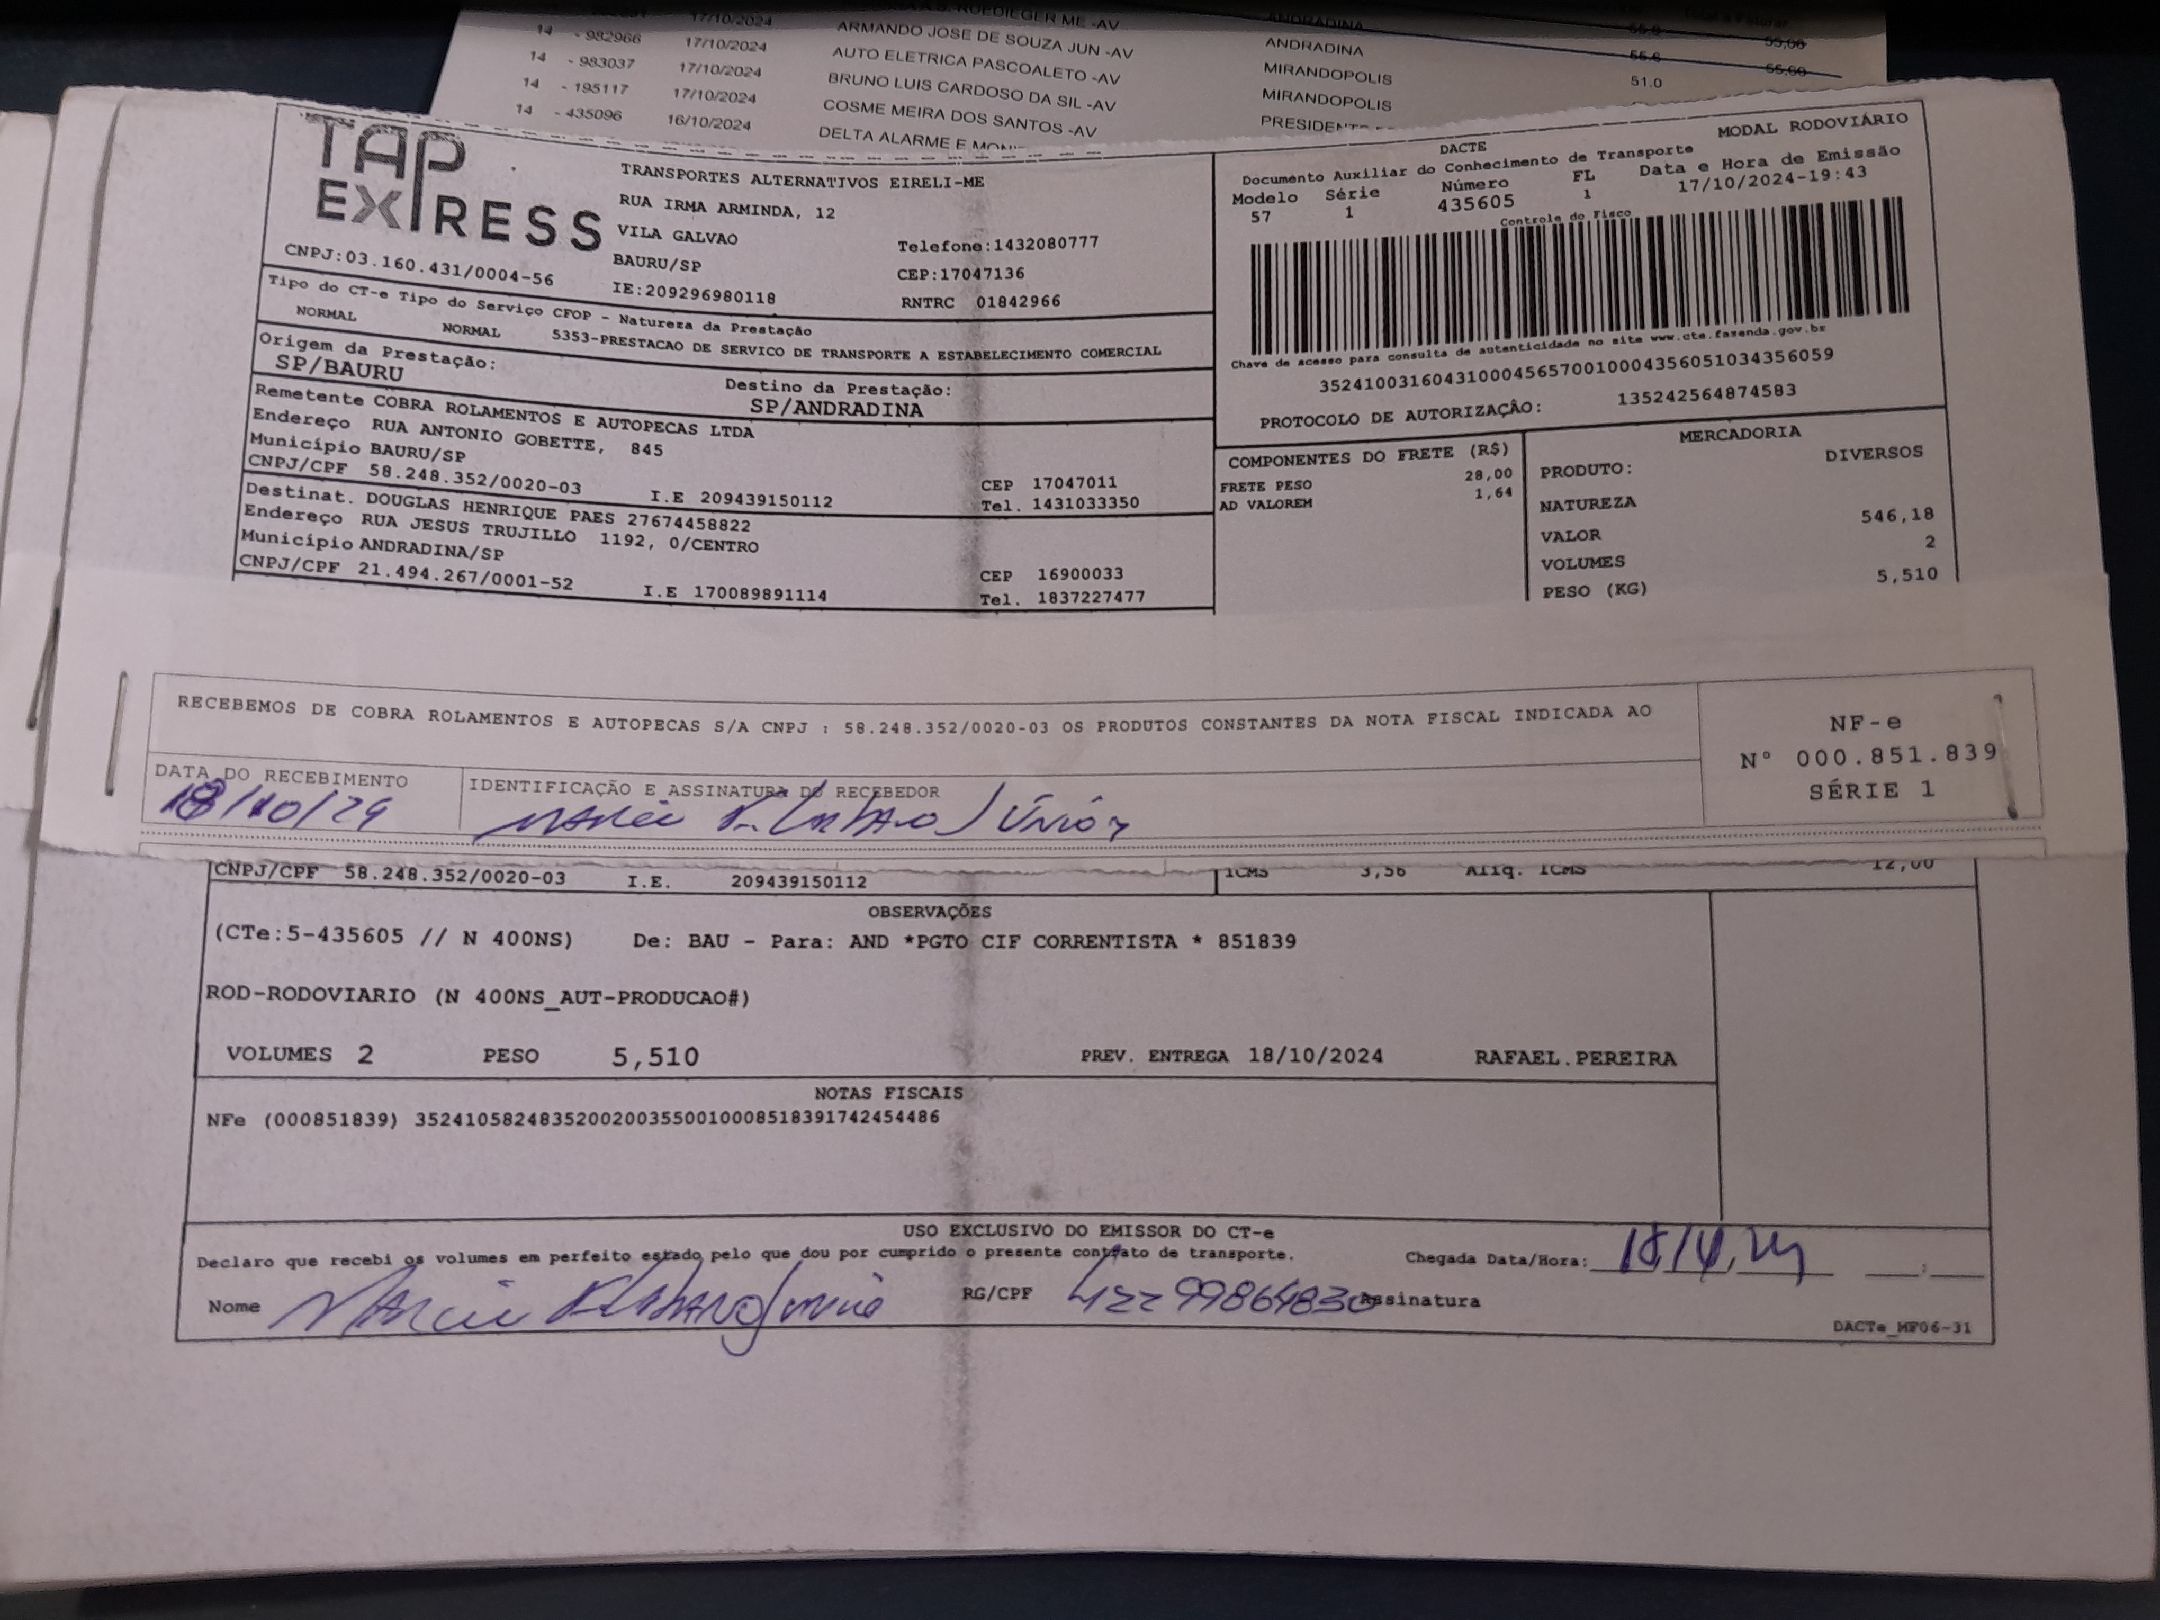 17/10/2024 -AV ANDRADINA
14 - 982966 17/10/2024 ARMANDO JOSE DE SOUZA JUN -AV ANDRADINA 55,00
14 - 983037 17/10/2024 AUTO ELETRICA PASCOALETO -AV MIRANDOPOLIS 55,60
14 - 195117 17/10/2024 BRUNO LUIS CARDOSO DA SIL -AV MIRANDOPOLIS 51.0
14 - 435096 16/10/2024 COSME MEIRA DOS SANTOS -AV
DELTA ALARME E
TAP EXPRESS
CNPJ:03.160.431/0004-56
TRANSPORTES ALTERNATIVOS EIRELI-ME
RUA IRMA ARMINDA, 12
VILA GALVAO
BAURU/SP
IE:209296980118
Telefone:1432080777
CEP:17047136
RNTRC 01842966
DACTE MODAL RODOVIÁRIO
Documento Auxiliar do Conhecimento de Transporte
Modelo Série Número FL Data e Hora de Emissão
57 1 435605 1 17/10/2024-19:43
Controle do Fisco
Chave de acesso para consulta de autenticidade no site www.cte.fazenda.gov.br
35241003160431000456570010004356051034356059
PROTOCOLO DE AUTORIZAÇÂO: 135242564874583
Tipo do CT-e Tipo do Serviço CFOP - Natureza da Prestação
NORMAL NORMAL 5353-PRESTACAO DE SERVICO DE TRANSPORTE A ESTABELECIMENTO COMERCIAL
Origem da Prestação: Destino da Prestação:
SP/BAURU SP/ANDRADINA
Remetente COBRA ROLAMENTOS E AUTOPECAS LTDA
Endereço RUA ANTONIO GOBETTE, 845
Município BAURU/SP CEP 17047011
CNPJ/CPF 58.248.352/0020-03 I.E 209439150112 Tel. 1431033350
Destinat. DOUGLAS HENRIQUE PAES 27674458822
Endereço RUA JESUS TRUJILLO 1192, 0/CENTRO
Município ANDRADINA/SP CEP 16900033
CNPJ/CPF 21.494.267/0001-52 I.E 170089891114 Tel. 1837227477
COMPONENTES DO FRETE (R$)
FRETE PESO 28,00
AD VALOREM 1,64
MERCADORIA
PRODUTO: DIVERSOS
NATUREZA
VALOR 546,18
VOLUMES 2
PESO (KG) 5,510
RECEBEMOS DE COBRA ROLAMENTOS E AUTOPECAS S/A CNPJ : 58.248.352/0020-03 OS PRODUTOS CONSTANTES DA NOTA FISCAL INDICADA AO
NF-e
N° 000.851.839
SÉRIE 1
DATA DO RECEBIMENTO IDENTIFICAÇÃO E ASSINATURA DO RECEBEDOR
18/10/24
CNPJ/CPF 58.248.352/0020-03 I.E. 209439150112 ICMS 3,56 Aliq. ICMS 12,00
OBSERVAÇÕES
(CTe:5-435605 // N 400NS) De: BAU - Para: AND *PGTO CIF CORRENTISTA * 851839
ROD-RODOVIARIO (N 400NS_AUT-PRODUCAO#)
VOLUMES 2 PESO 5,510 PREV. ENTREGA 18/10/2024 RAFAEL.PEREIRA
NOTAS FISCAIS
NFe (000851839) 35241058248352002003550010008518391742454486
USO EXCLUSIVO DO EMISSOR DO CT-e
Declaro que recebi os volumes em perfeito estado pelo que dou por cumprido o presente contrato de transporte. Chegada Data/Hora:
Nome RG/CPF 42299864830 Assinatura
DACTe_MF06-31